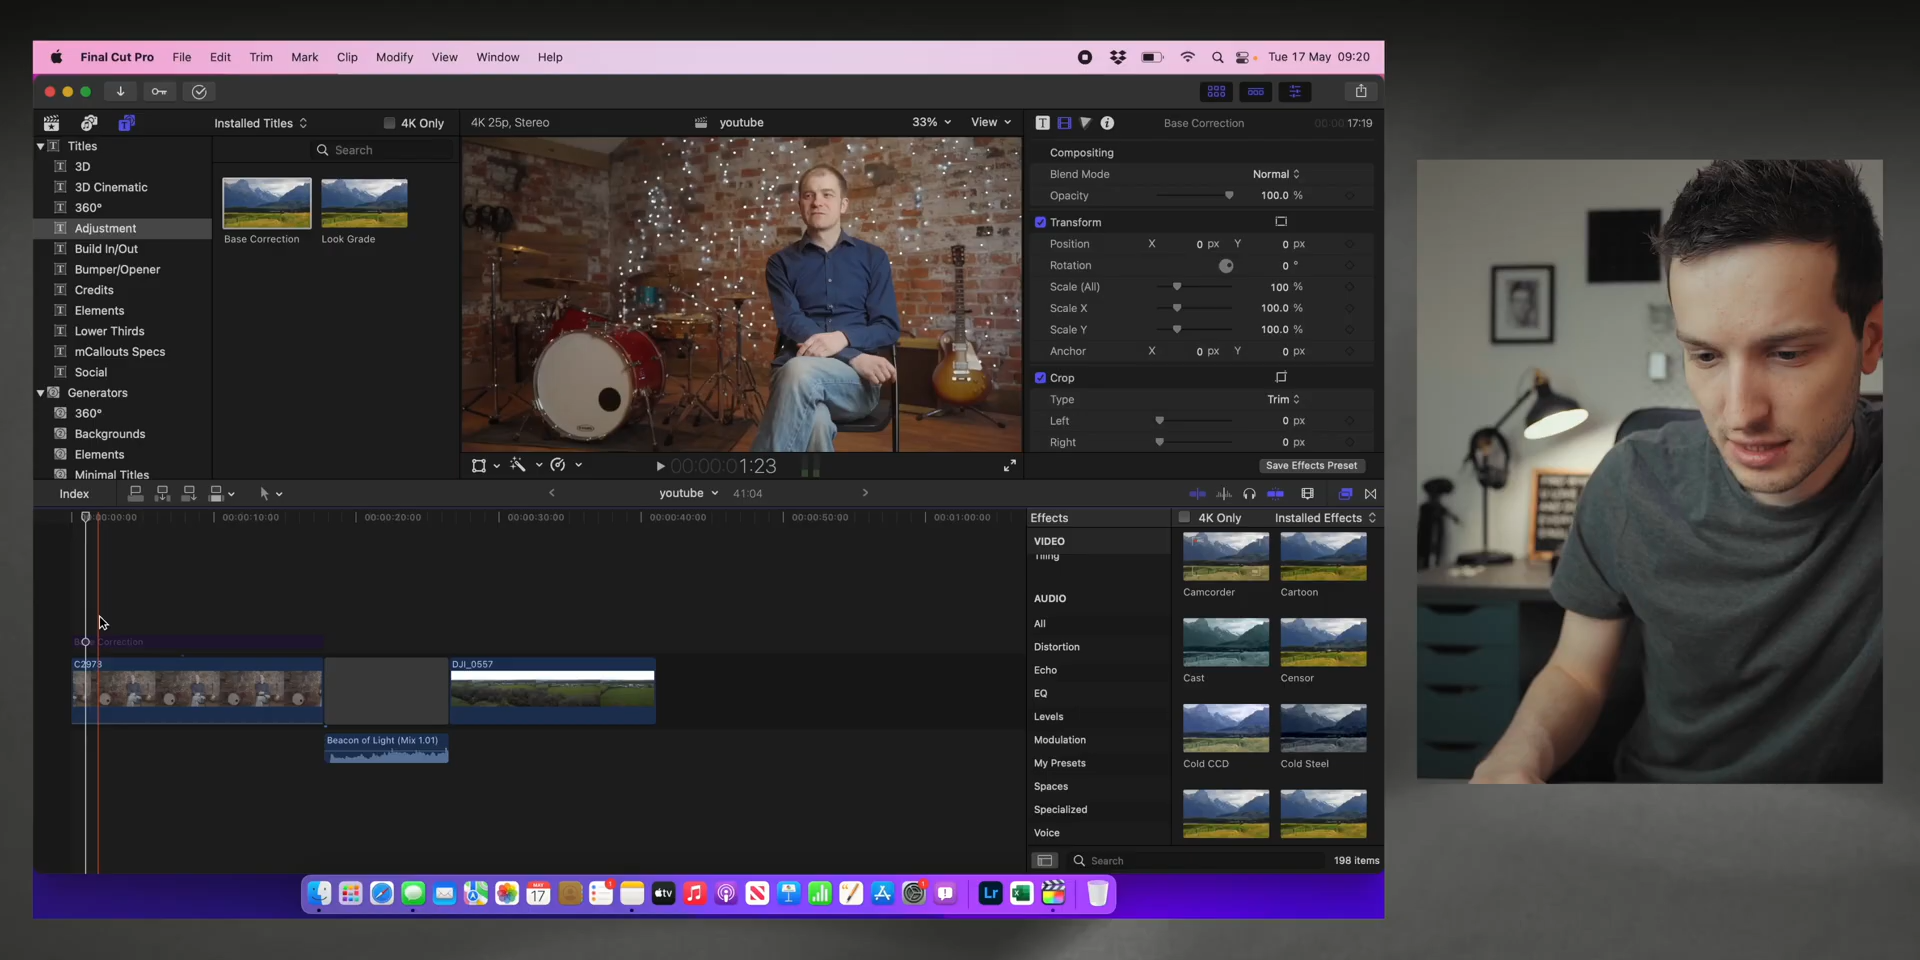 Final Cut Pro File Edit Trim Mark Clip Modify View Window Help Tue 17 May 09:20
Installed Titles 4K Only 4K 25p, Stereo youtube 33% View Base Correction 00:00:17:19
Titles Search
3D
3D Cinematic
360°
Adjustment
Build In/Out
Bumper/Opener
Credits
Elements
Lower Thirds
mCallouts Specs
Social
Generators
360°
Backgrounds
Elements
Minimal Titles
Base Correction Look Grade
Compositing
Blend Mode Normal
Opacity 100.0 %
Transform
Position X 0 px Y 0 px
Rotation 0 °
Scale (All) 100 %
Scale X 100.0 %
Scale Y 100.0 %
Anchor X 0 px Y 0 px
Crop
Type Trim
Left 0 px
Right 0 px
00:00:01:23 Save Effects Preset
Index youtube 41:04
00:00:10:00 00:00:20:00 00:00:30:00 00:00:40:00 00:00:50:00 00:01:00:00
Correction
C2973 DJI_0557
Beacon of Light (Mix 1.01)
Effects 4K Only Installed Effects
VIDEO
Tiling
AUDIO
All
Distortion
Echo
EQ
Levels
Modulation
My Presets
Spaces
Specialized
Voice
Camcorder Cartoon
Cast Censor
Cold CCD Cold Steel
Search 198 items
MAY
17
Lr